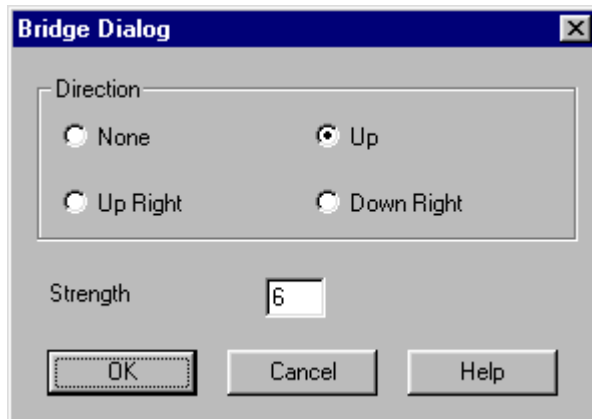 Bridge Dialog
Direction
None Up
Up Right Down Right
Strength 6
OK Cancel Help